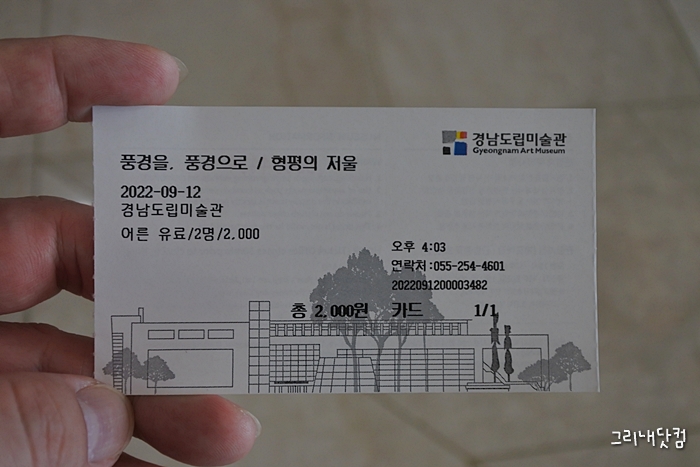 경남도립미술관
Gyeongnam Art Museum
풍경을, 풍경으로 / 형평의 저울
2022-09-12
경남도립미술관
어른 유료/2명/2,000
오후 4:03
연락처:055-254-4601
2022091200003482
총 2,000원 카드 1/1
그리내닷컴